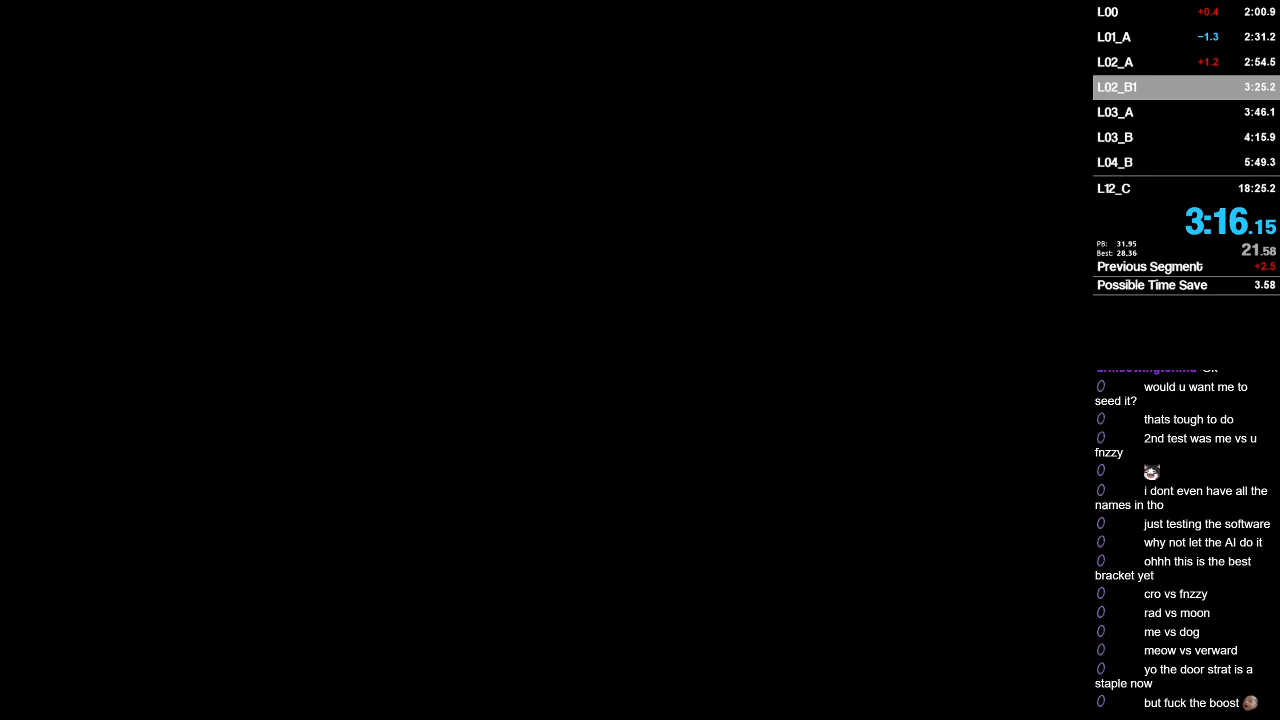 L00 +0.4 2:00.9
L01_A −1.3 2:31.2
L02_A +1.2 2:54.5
L02_B1 3:25.2
L03_A 3:46.1
L03_B 4:15.9
L04_B 5:49.3
L12_C 18:25.2
3:16.15
PB: 31.95
Best: 28.36
21.58
Previous Segment +2.5
Possible Time Save 3.58
would u want me to
seed it?
thats tough to do
2nd test was me vs u
fnzzy
i dont even have all the
names in tho
just testing the software
why not let the AI do it
ohhh this is the best
bracket yet
cro vs fnzzy
rad vs moon
me vs dog
meow vs verward
yo the door strat is a
staple now
but fuck the boost